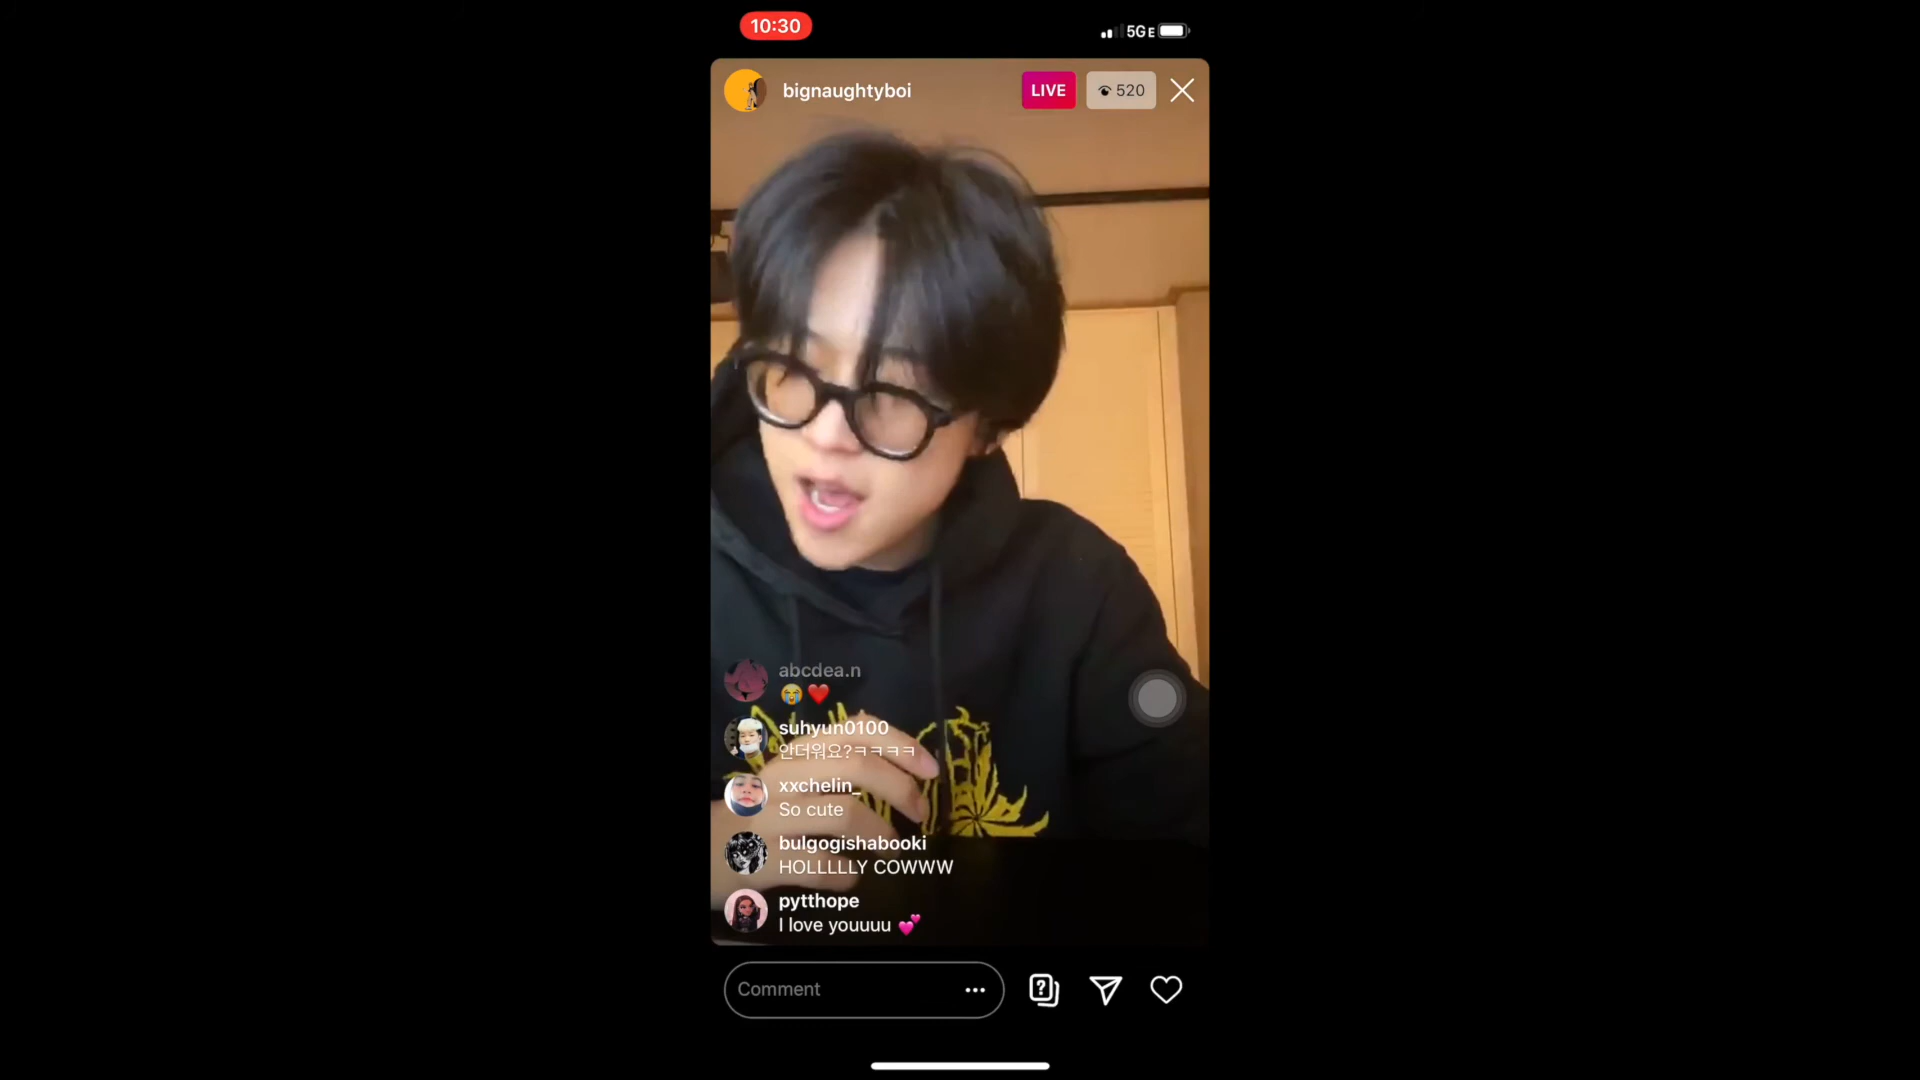 10:30
5GE
bignaughtyboi
LIVE
520
abcdea.n
😭❤️
suhyun0100
안더워요?ㅋㅋㅋㅋ
xxchelin_
So cute
bulgogishabooki
HOLLLLLY COWWW
pytthope
I love youuuu 💕
Comment